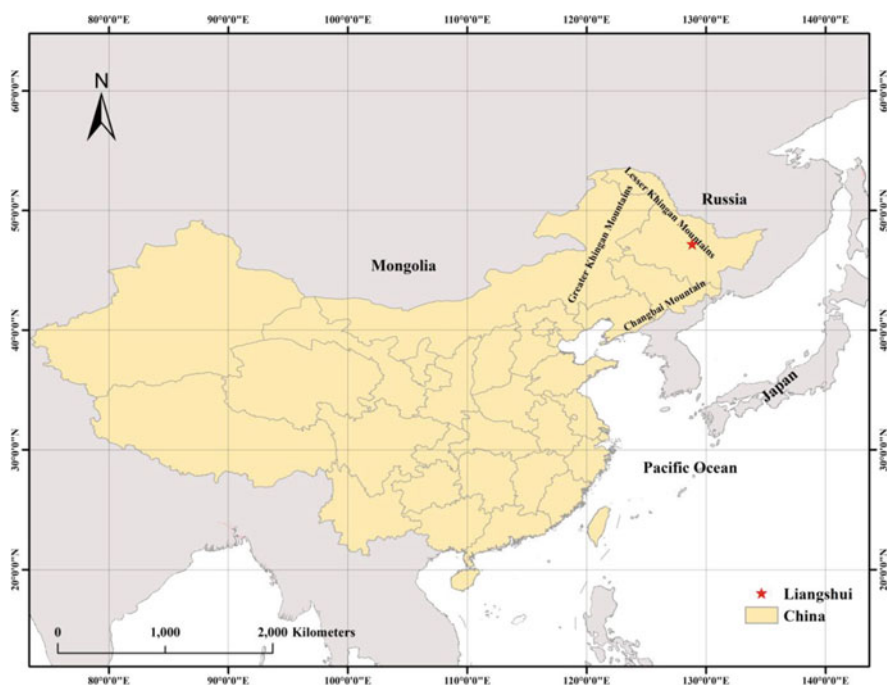 80°0'0"E 90°0'0"E 100°0'0"E 110°0'0"E 120°0'0"E 130°0'0"E 140°0'0"E
60°0'0"N
60°0'0"N
N
Lesser Khingan Mountains
Russia
50°0'0"N
50°0'0"N
Greater Khingan Mountains
Mongolia
Changbai Mountain
40°0'0"N
40°0'0"N
Japan
30°0'0"N
30°0'0"N
Pacific Ocean
20°0'0"N
20°0'0"N
Liangshui
China
0 1,000 2,000 Kilometers
80°0'0"E 90°0'0"E 100°0'0"E 110°0'0"E 120°0'0"E 130°0'0"E 140°0'0"E